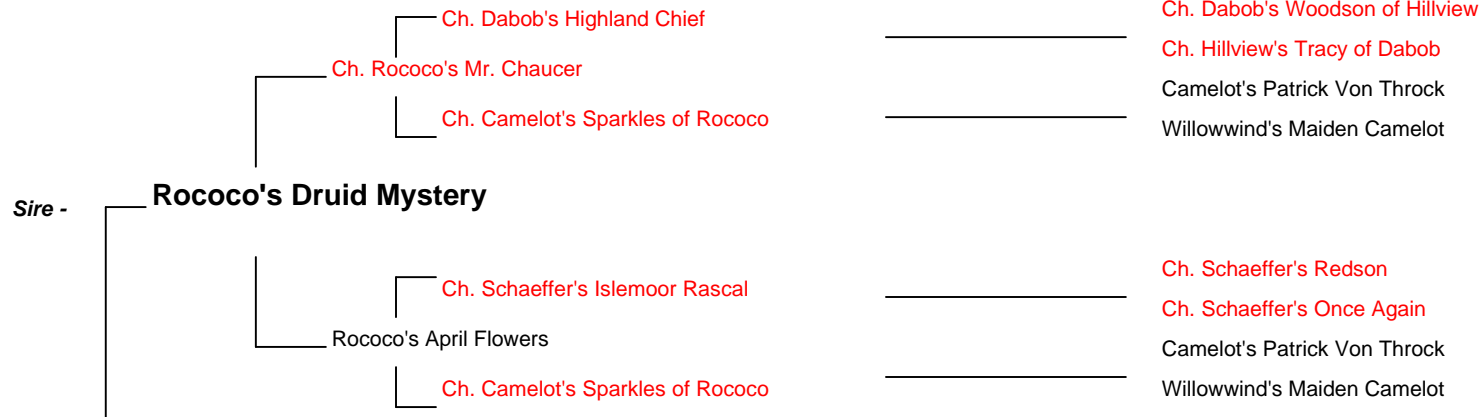 Ch. Dabob's Woodson of Hillview
Ch. Dabob's Highland Chief
Ch. Hillview's Tracy of Dabob
Ch. Rococo's Mr. Chaucer
Camelot's Patrick Von Throck
Ch. Camelot's Sparkles of Rococo
Willowwind's Maiden Camelot
Sire - Rococo's Druid Mystery
Ch. Schaeffer's Redson
Ch. Schaeffer's Islemoor Rascal
Ch. Schaeffer's Once Again
Rococo's April Flowers
Camelot's Patrick Von Throck
Ch. Camelot's Sparkles of Rococo
Willowwind's Maiden Camelot